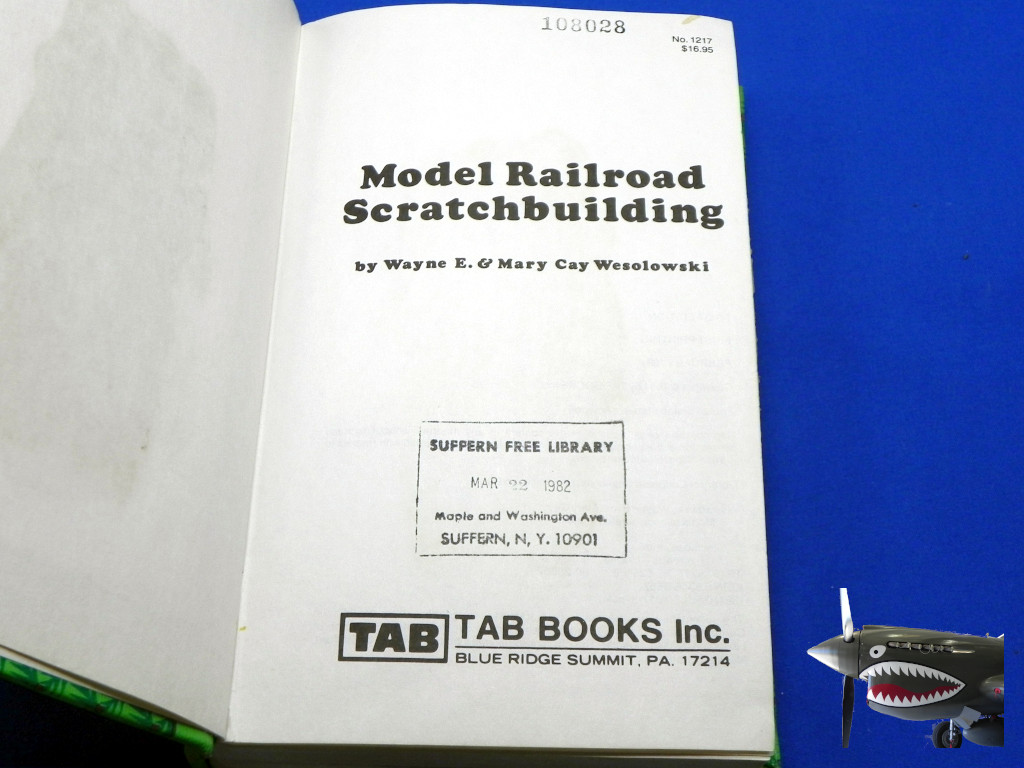 108028
No. 1217
$16.95
Model Railroad
Scratchbuilding
by Wayne E. & Mary Cay Wesolowski
SUFFERN FREE LIBRARY
MAR 22 1982
Maple and Washington Ave.
SUFFERN, N, Y. 10901
TAB TAB BOOKS Inc.
BLUE RIDGE SUMMIT, PA. 17214